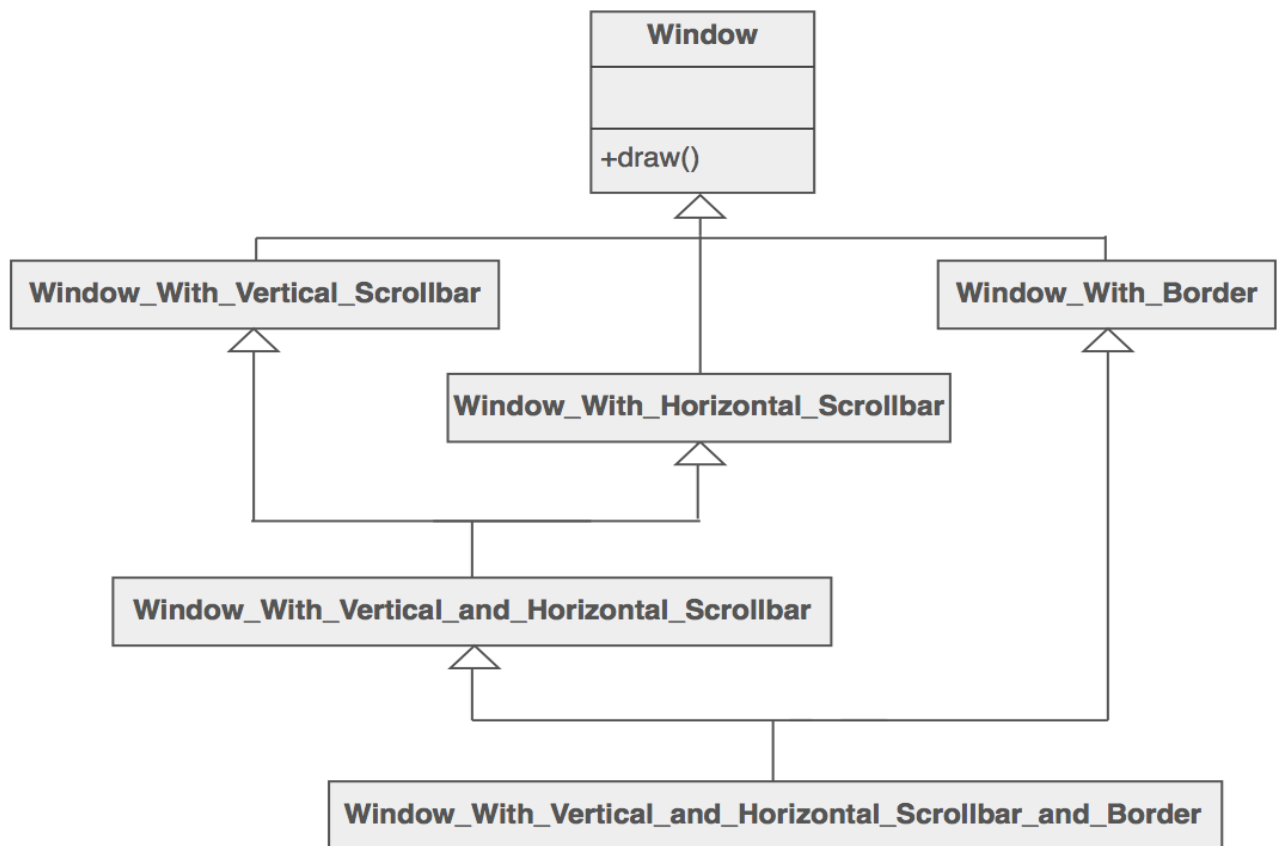 Window
+draw()
Window_With_Vertical_Scrollbar
Window_With_Border
Window_With_Horizontal_Scrollbar
Window_With_Vertical_and_Horizontal_Scrollbar
Window_With_Vertical_and_Horizontal_Scrollbar_and_Border